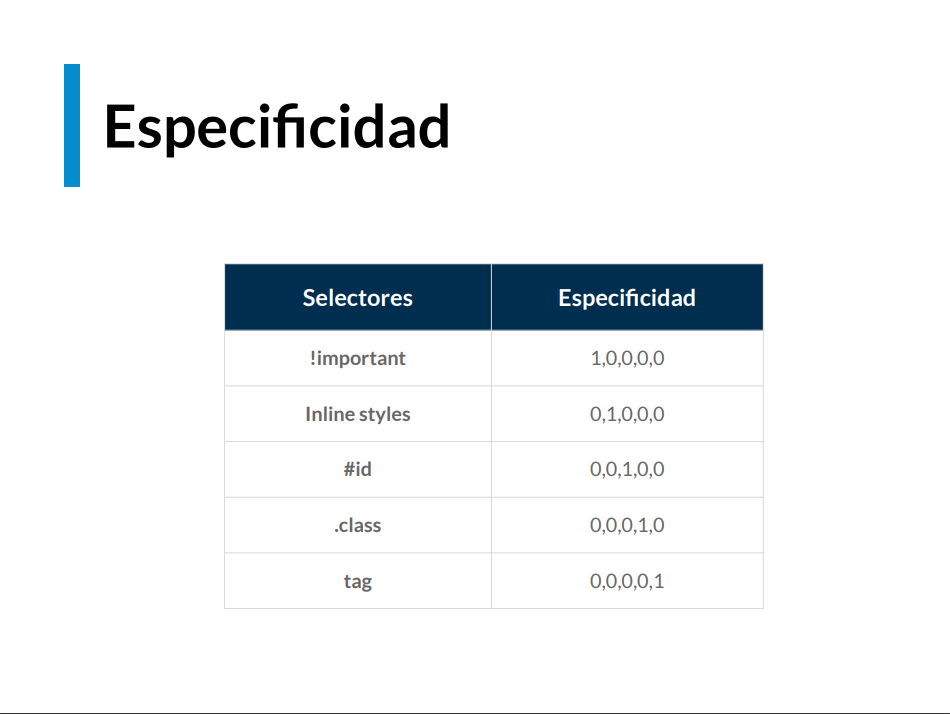 Especificidad
Selectores Especificidad
!important 1,0,0,0,0
Inline styles 0,1,0,0,0
#id 0,0,1,0,0
.class 0,0,0,1,0
tag 0,0,0,0,1